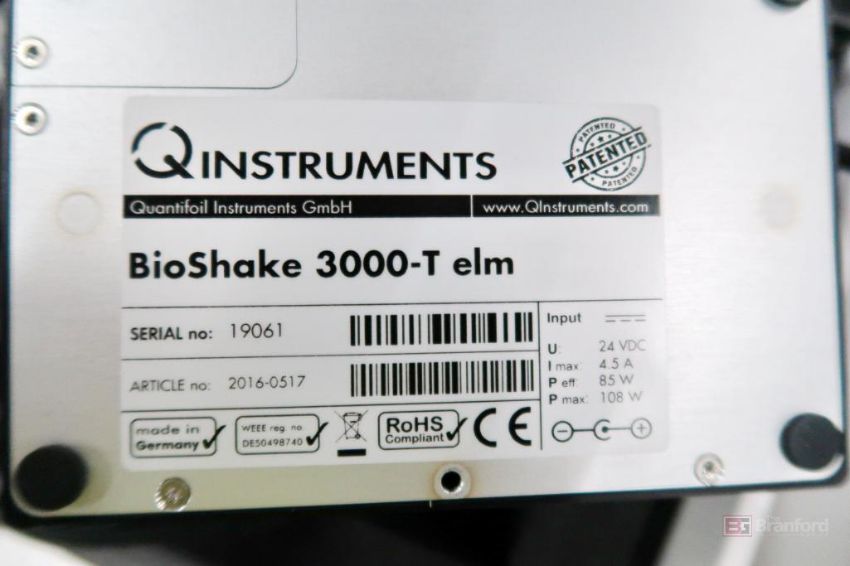 QINSTRUMENTS
PATENTED
PATENTED
PATENTED
Quantifoil Instruments GmbH
www.QInstruments.com
BioShake 3000-T elm
SERIAL no: 19061
ARTICLE no: 2016-0517
Input
U: 24 VDC
I max: 4.5 A
P eff: 85 W
P max: 108 W
made in
Germany
WEEE reg. no.
DE50498740
RoHS
Compliant
CE
BG The Branford